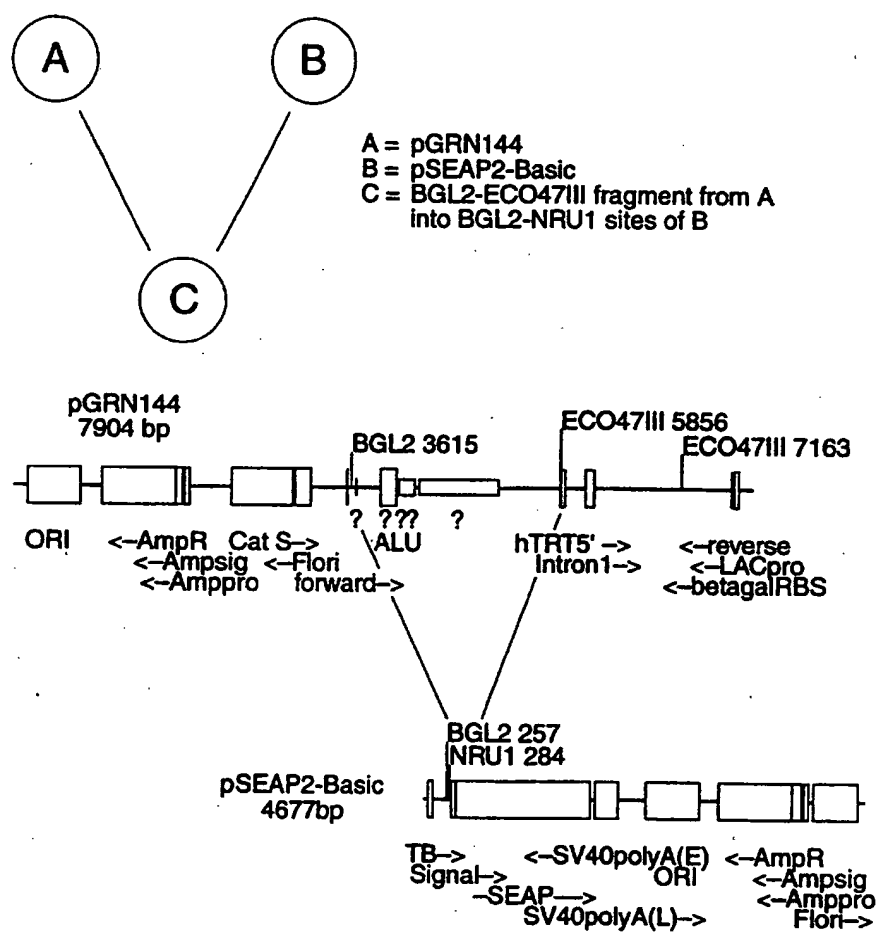 A
B
A = pGRN144
B = pSEAP2-Basic
C = BGL2-ECO47III fragment from A
into BGL2-NRU1 sites of B
C
pGRN144
7904 bp
BGL2 3615
ECO47III 5856
ECO47III 7163
? ? ?? ?
ORI <–AmpR Cat S–> ALU hTRT5' –> <–reverse
<–Ampsig <–Flori Intron1–> <–LACpro
<–Amppro forward–> <–betagalRBS
BGL2 257
NRU1 284
pSEAP2-Basic
4677bp
TB–> <–SV40polyA(E) <–AmpR
Signal–> ORI <–Ampsig
–SEAP––> <–Amppro
SV40polyA(L)–> Flori–>